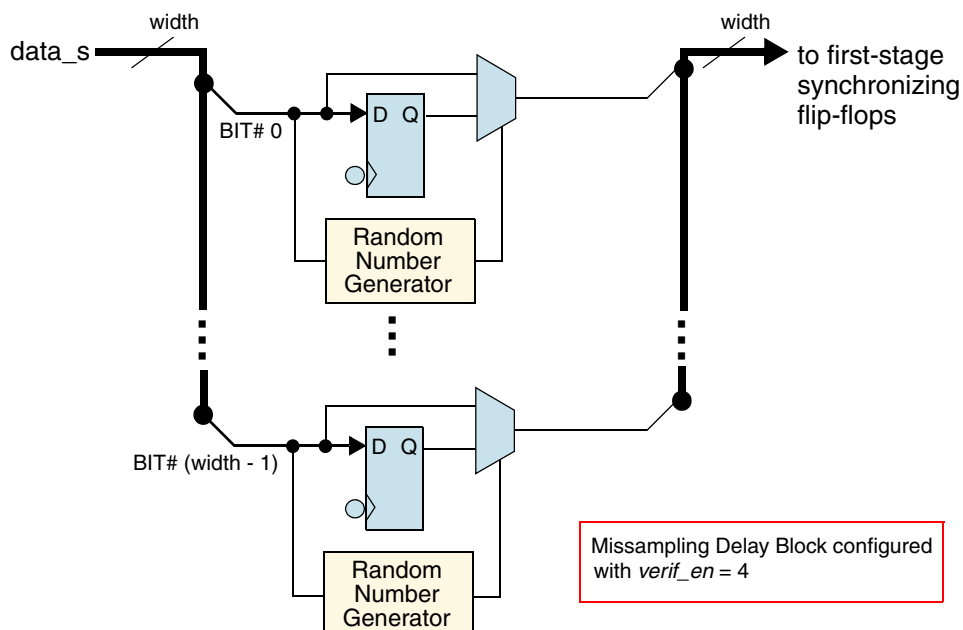 width
data_s
width
to first-stage
synchronizing
flip-flops
BIT# 0
D Q
Random
Number
Generator
BIT# (width - 1)
D Q
Random
Number
Generator
Missampling Delay Block configured
with verif_en = 4